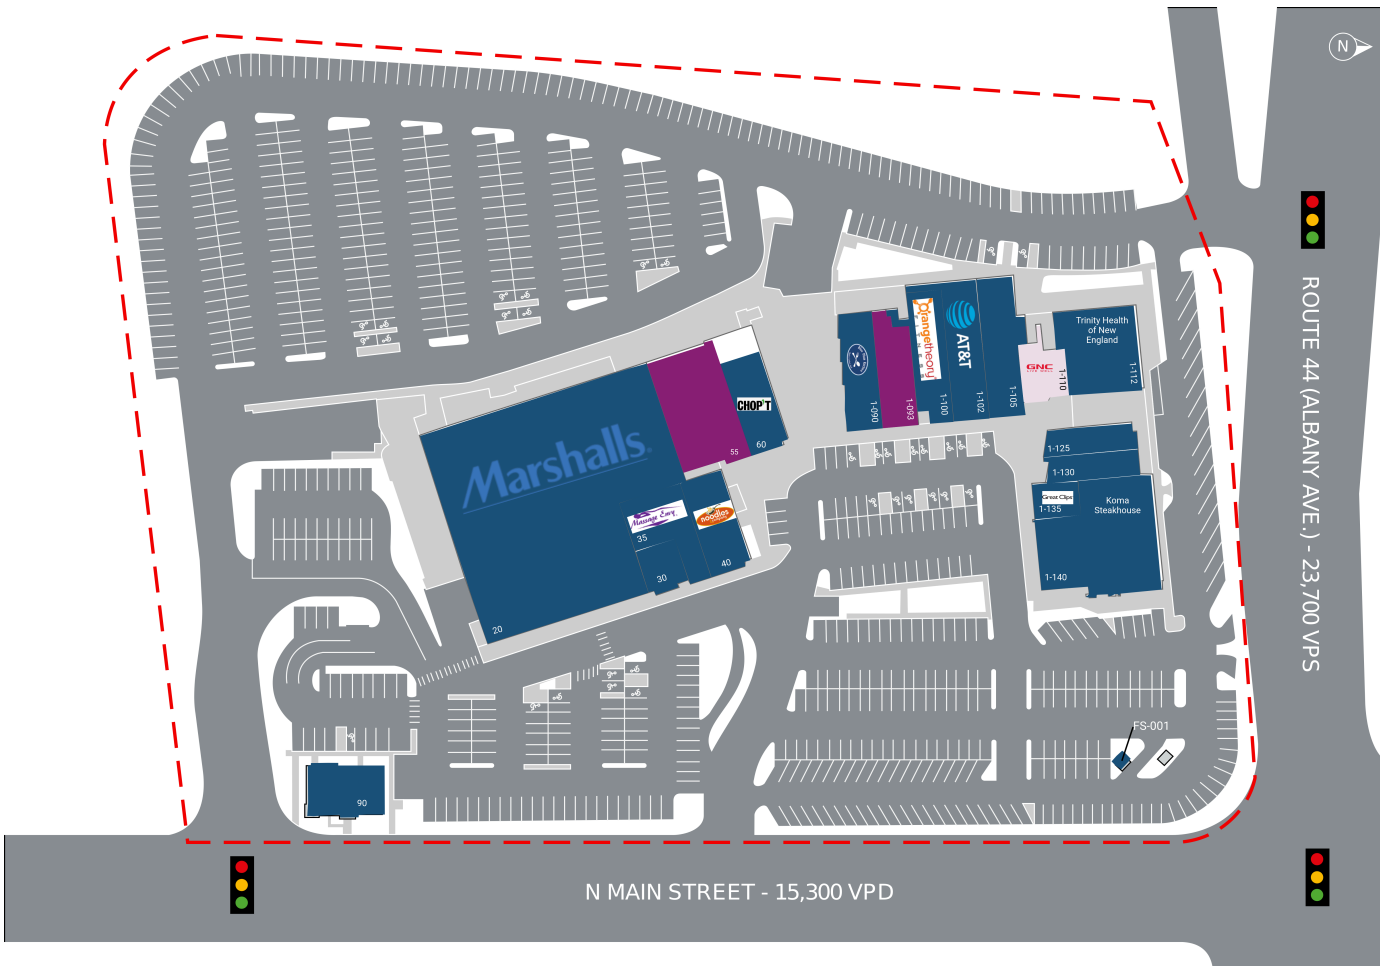 N
ROUTE 44 (ALBANY AVE.) - 23,700 VPS
Marshalls.
55
CHOP'T
60
Massage Envy
35
noodles
30
40
20
1-090
1-093
Orangetheory
FITNESS
1-100
AT&T
1-102
1-105
GNC
LIVE WELL
1-110
Trinity Health
of New
England
1-112
1-125
1-130
Great Clips
1-135
Koma
Steakhouse
1-140
FS-001
90
N MAIN STREET - 15,300 VPD